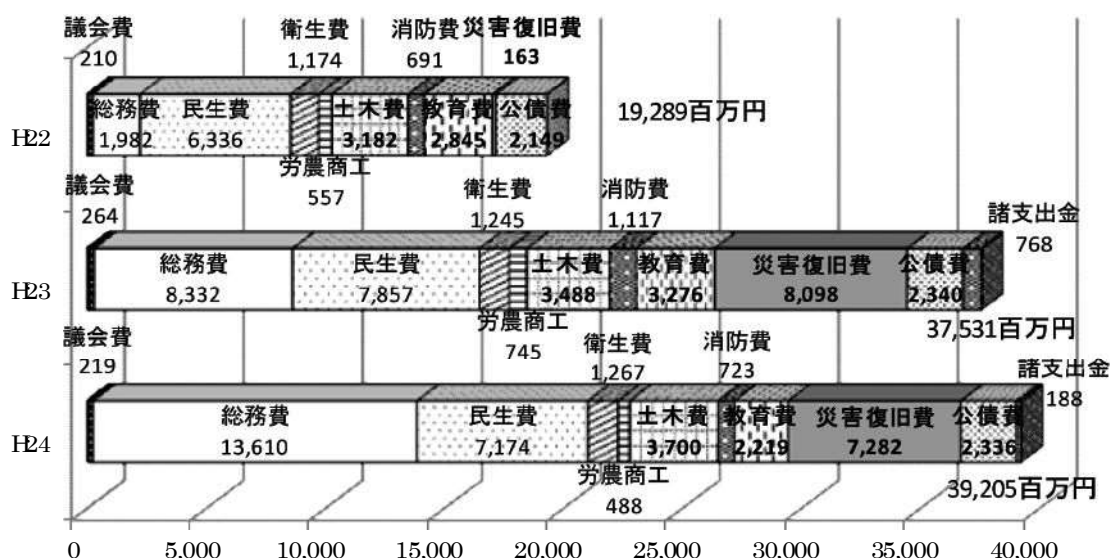 議会費 衛生費 消防費 災害復旧費
210 1,174 691 163
総務費 民生費 土木費 教育費 公債費 19,289百万円
H22 1,982 6,336 3,182 2,845 2,149
労農商工
557
議会費 衛生費 消防費 諸支出金
264 1,245 1,117 768
総務費 民生費 土木費 教育費 災害復旧費 公債費
H23 8,332 7,857 3,488 3,276 8,098 2,340
労農商工 37,531百万円
745
議会費 衛生費 消防費 諸支出金
219 1,267 723 188
総務費 民生費 土木費 教育費 災害復旧費 公債費
H24 13,610 7,174 3,700 2,219 7,282 2,336
労農商工 39,205百万円
488
0 5,000 10,000 15,000 20,000 25,000 30,000 35,000 40,000